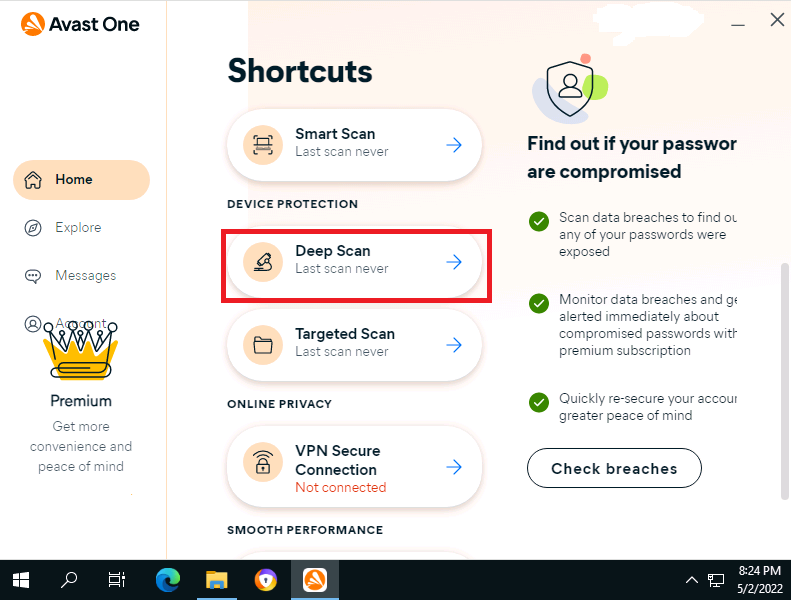 Avast One
Home
Explore
Messages
Account
Premium
Get more
convenience and
peace of mind
Shortcuts
Smart Scan
Last scan never
DEVICE PROTECTION
Deep Scan
Last scan never
Targeted Scan
Last scan never
ONLINE PRIVACY
VPN Secure
Connection
Not connected
SMOOTH PERFORMANCE
Find out if your passwor
are compromised
Scan data breaches to find ou
any of your passwords were
exposed
Monitor data breaches and ge
alerted immediately about
compromised passwords with
premium subscription
Quickly re-secure your accour
greater peace of mind
Check breaches
8:24 PM
5/2/2022